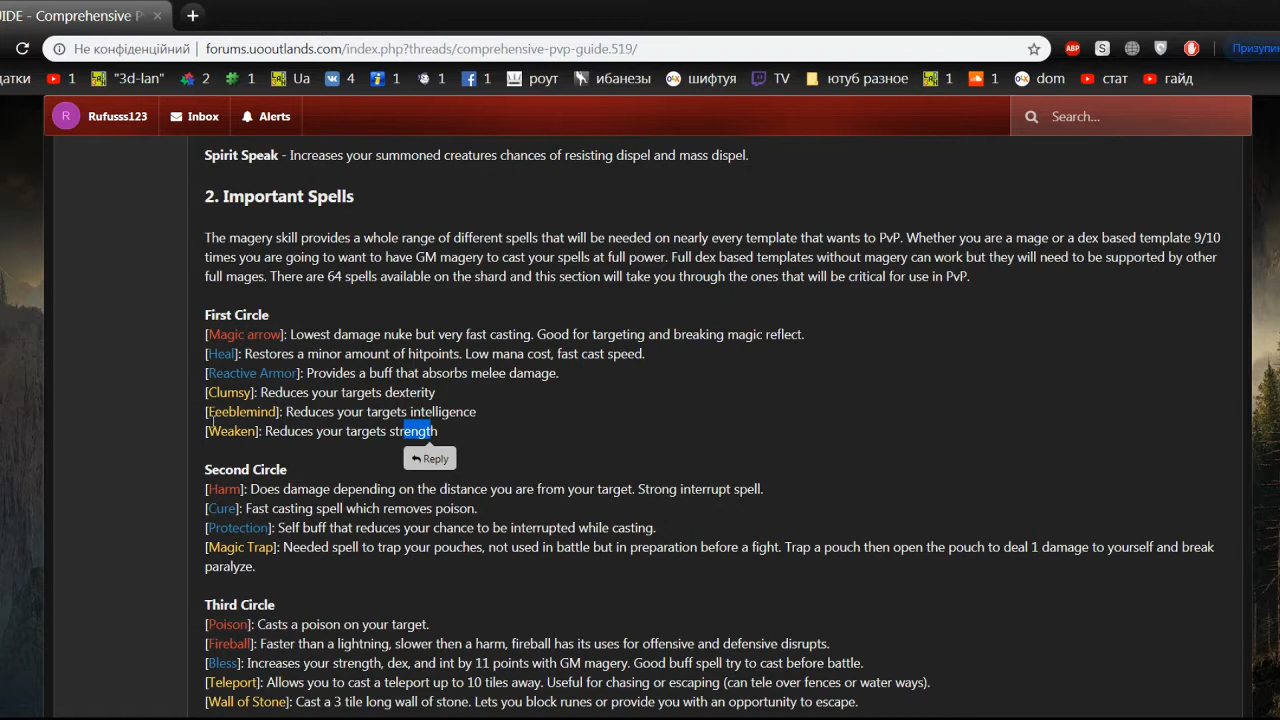 IDE - Comprehensive P
Не конфіденційний forums.uooutlands.com/index.php?threads/comprehensive-pvp-guide.519/ ABP S Призупин
датки 1 "3d-lan" 2 1 Ua 4 1 1 1 роут ибанезы шифтуя TV ютуб разное 1 1 dom стат гайд
R Rufusss123 Inbox Alerts Search...
Spirit Speak - Increases your summoned creatures chances of resisting dispel and mass dispel.
2. Important Spells
The magery skill provides a whole range of different spells that will be needed on nearly every template that wants to PvP. Whether you are a mage or a dex based template 9/10
times you are going to want to have GM magery to cast your spells at full power. Full dex based templates without magery can work but they will need to be supported by other
full mages. There are 64 spells available on the shard and this section will take you through the ones that will be critical for use in PvP.
First Circle
[Magic arrow]: Lowest damage nuke but very fast casting. Good for targeting and breaking magic reflect.
[Heal]: Restores a minor amount of hitpoints. Low mana cost, fast cast speed.
[Reactive Armor]: Provides a buff that absorbs melee damage.
[Clumsy]: Reduces your targets dexterity
[Feeblemind]: Reduces your targets intelligence
[Weaken]: Reduces your targets strength
Reply
Second Circle
[Harm]: Does damage depending on the distance you are from your target. Strong interrupt spell.
[Cure]: Fast casting spell which removes poison.
[Protection]: Self buff that reduces your chance to be interrupted while casting.
[Magic Trap]: Needed spell to trap your pouches, not used in battle but in preparation before a fight. Trap a pouch then open the pouch to deal 1 damage to yourself and break
paralyze.
Third Circle
[Poison]: Casts a poison on your target.
[Fireball]: Faster than a lightning, slower then a harm, fireball has its uses for offensive and defensive disrupts.
[Bless]: Increases your strength, dex, and int by 11 points with GM magery. Good buff spell try to cast before battle.
[Teleport]: Allows you to cast a teleport up to 10 tiles away. Useful for chasing or escaping (can tele over fences or water ways).
[Wall of Stone]: Cast a 3 tile long wall of stone. Lets you block runes or provide you with an opportunity to escape.